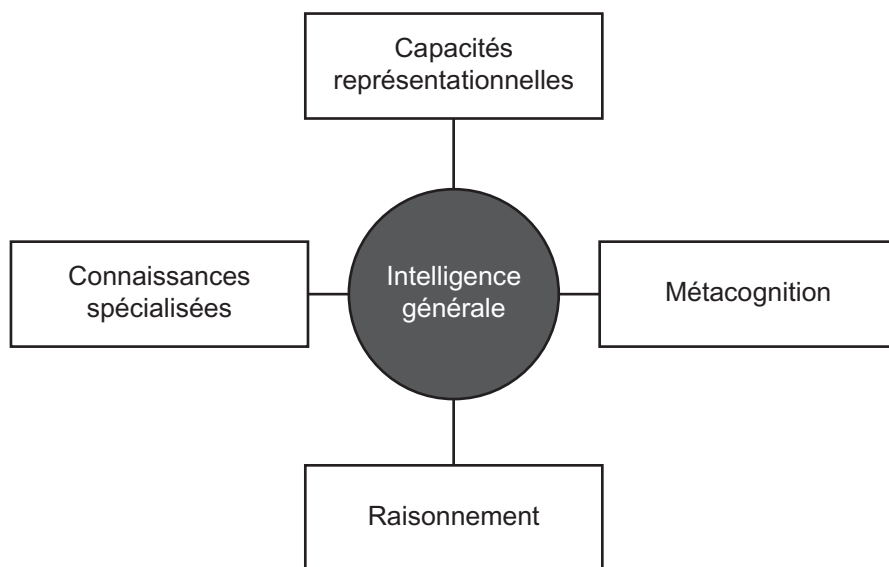 Capacités
représentationnelles
Connaissances
spécialisées
Intelligence
générale
Métacognition
Raisonnement